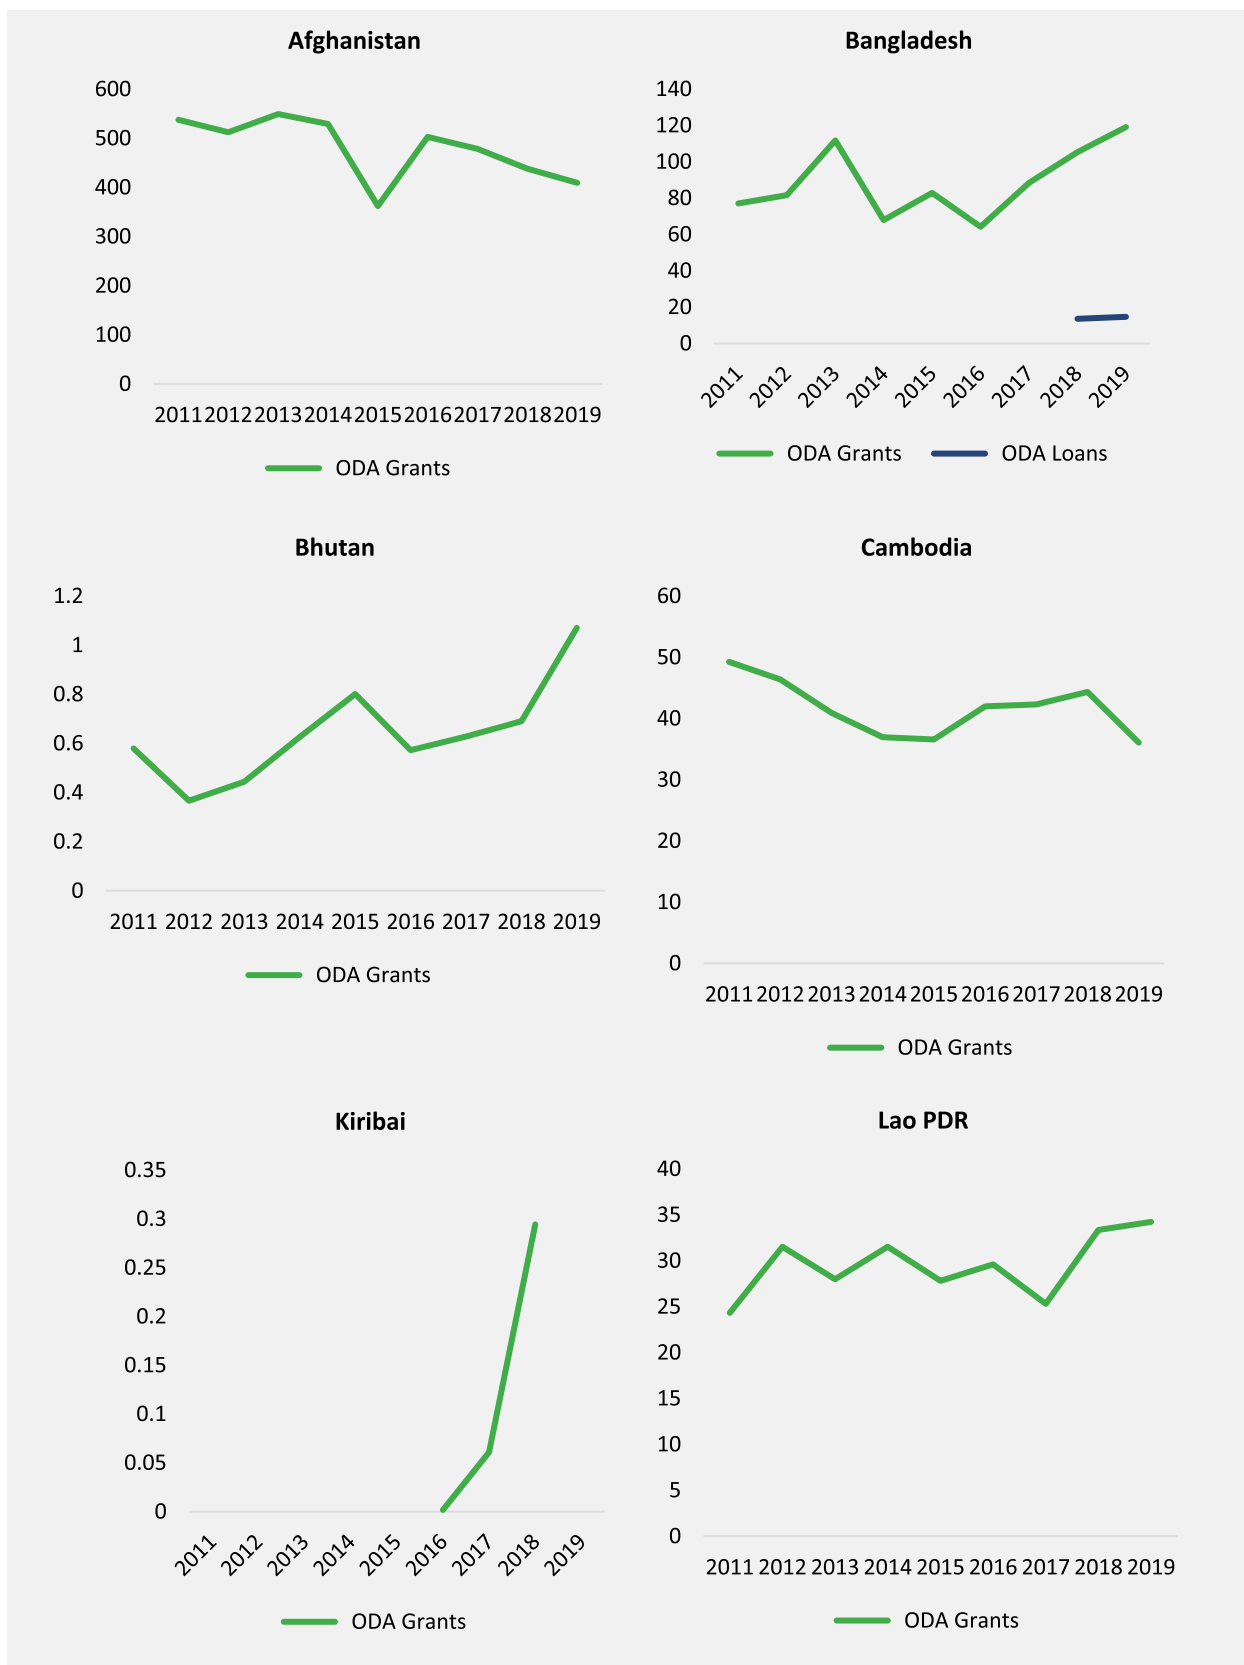 Afghanistan
600
500
400
300
200
100
0
2011 2012 2013 2014 2015 2016 2017 2018 2019
ODA Grants
Bangladesh
140
120
100
80
60
40
20
0
2011 2012 2013 2014 2015 2016 2017 2018 2019
ODA Grants ODA Loans
Bhutan
1.2
1
0.8
0.6
0.4
0.2
0
2011 2012 2013 2014 2015 2016 2017 2018 2019
ODA Grants
Cambodia
60
50
40
30
20
10
0
2011 2012 2013 2014 2015 2016 2017 2018 2019
ODA Grants
Kiribai
0.35
0.3
0.25
0.2
0.15
0.1
0.05
0
2011 2012 2013 2014 2015 2016 2017 2018 2019
ODA Grants
Lao PDR
40
35
30
25
20
15
10
5
0
2011 2012 2013 2014 2015 2016 2017 2018 2019
ODA Grants